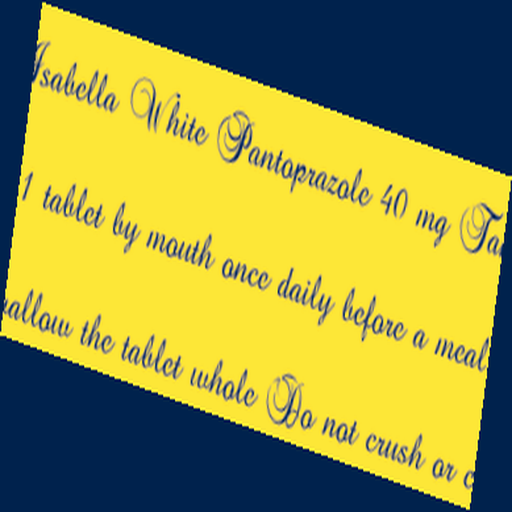 Isabella White Pantoprazole 40 mg
1 tablet by mouth once daily before a meal
the tablet whole Do not crush or